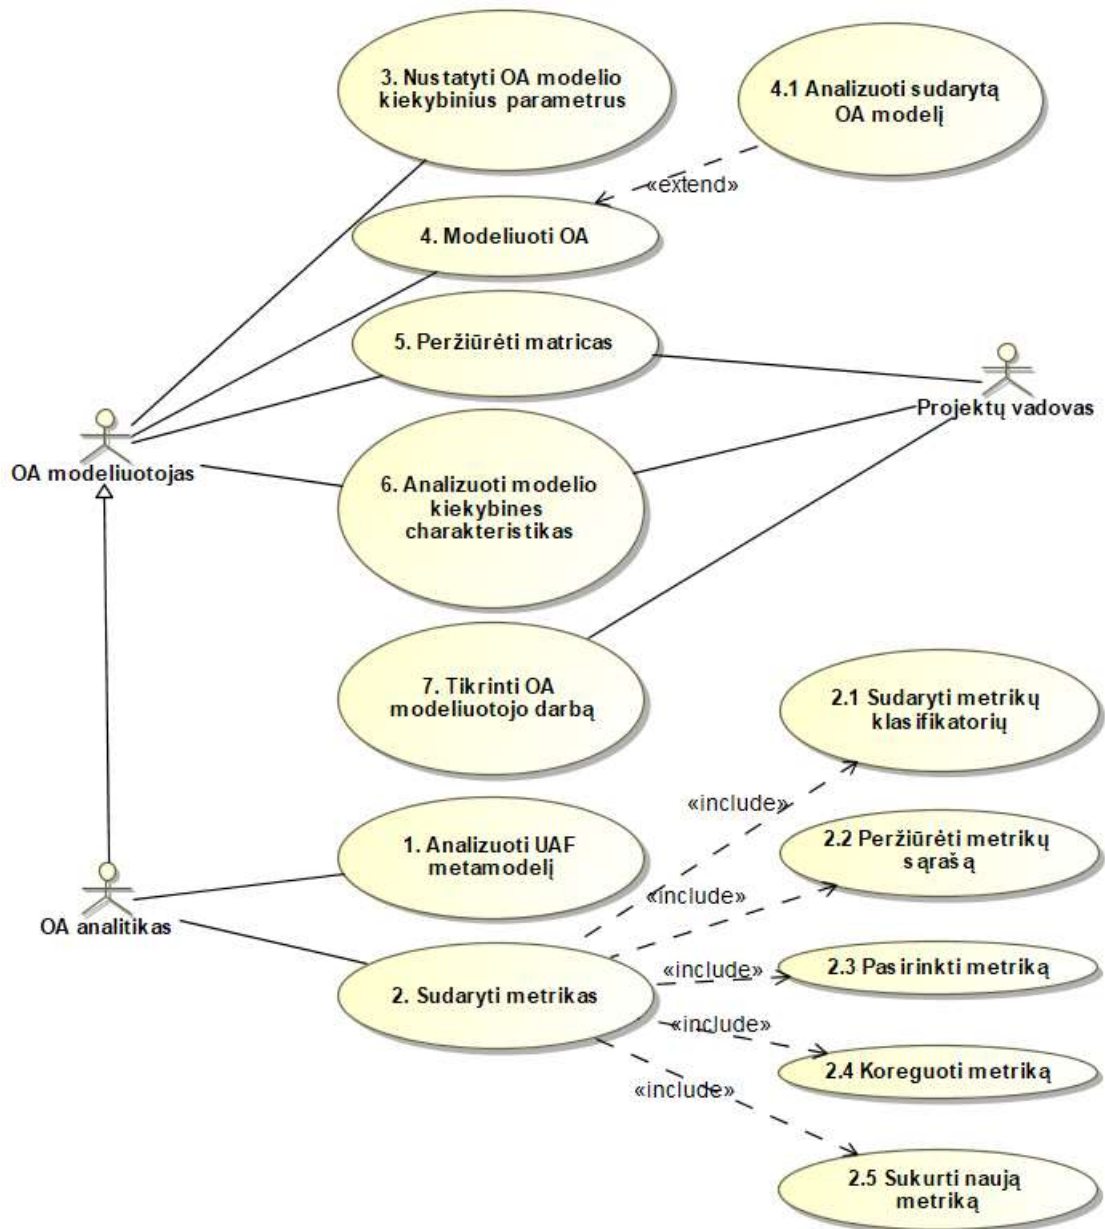 3. Nustatyti OA modelio
kiekybinius parametrus
4.1 Analizuoti sudarytą
OA modelį
«extend»
4. Modeliuoti OA
5. Peržiūrėti matricas
Projektų vadovas
OA modeliuotojas
6. Analizuoti modelio
kiekybines
charakteristikas
7. Tikrinti OA
modeliuotojo darbą
2.1 Sudaryti metrikų
klasifikatorių
«include»
1. Analizuoti UAF
metamodelį
2.2 Peržiūrėti metrikų
sąrašą
«include»
OA analitikas
2. Sudaryti metrikas
«include»
2.3 Pasirinkti metriką
«include»
2.4 Koreguoti metriką
«include»
2.5 Sukurti naują
metriką